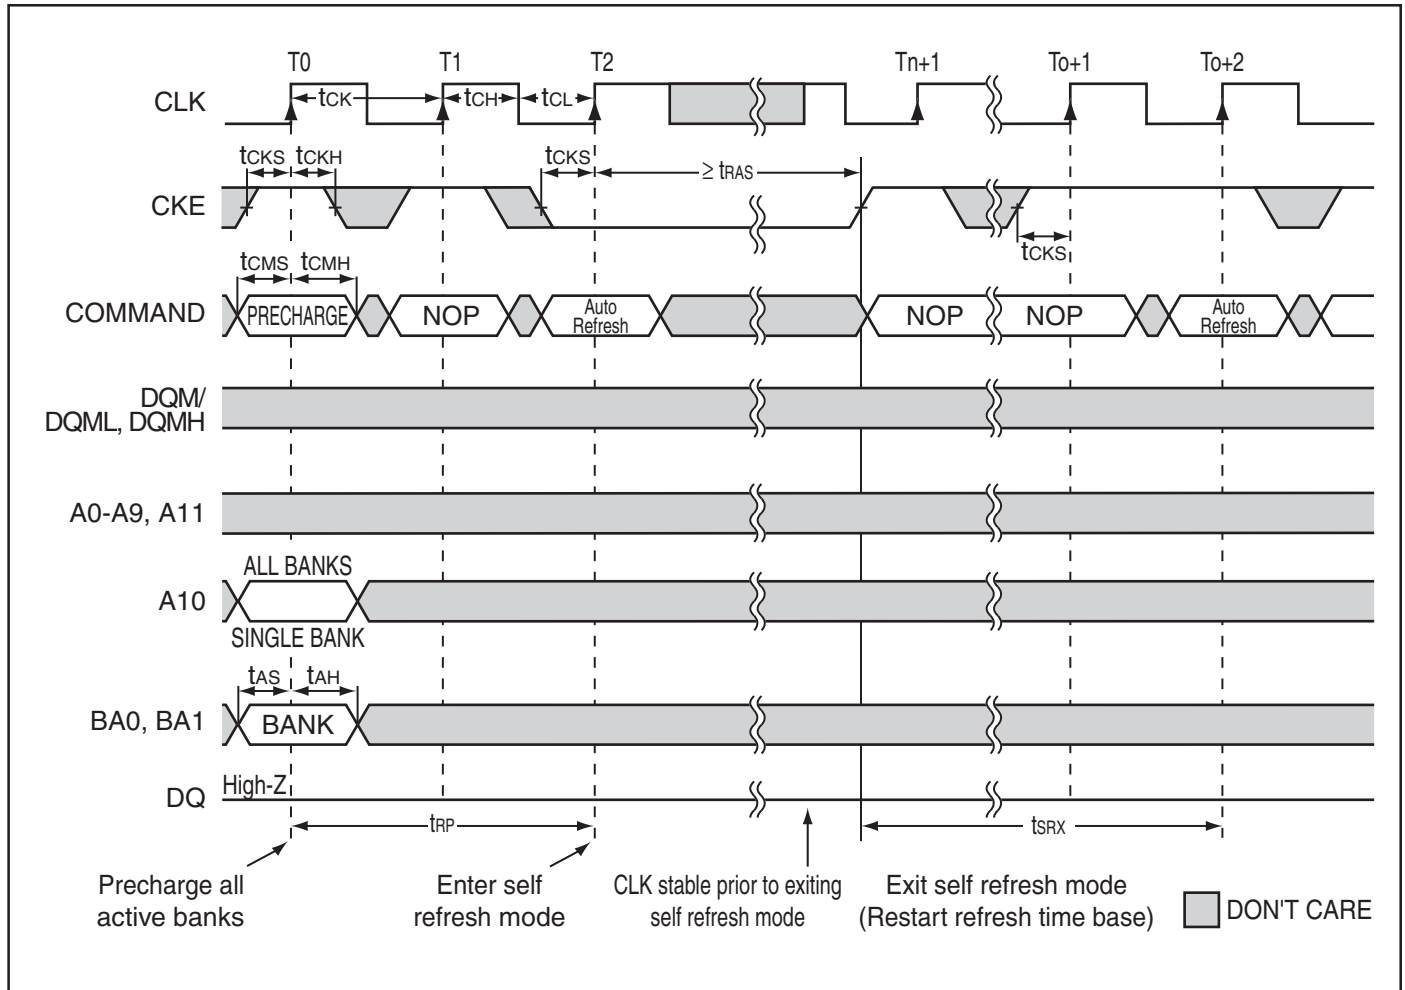 T0 T1 T2 Tn+1 To+1 To+2
CLK tCK tCH tCL
tCKS tCKH tCKS ≥ tRAS
CKE
tCKS
tCMS tCMH
COMMAND PRECHARGE NOP Auto Refresh NOP NOP Auto Refresh
DQM/
DQML, DQMH
A0-A9, A11
ALL BANKS
A10
SINGLE BANK
tAS tAH
BA0, BA1 BANK
DQ High-Z
tRP tSRX
Precharge all
active banks
Enter self
refresh mode
CLK stable prior to exiting
self refresh mode
Exit self refresh mode
(Restart refresh time base)
DON'T CARE